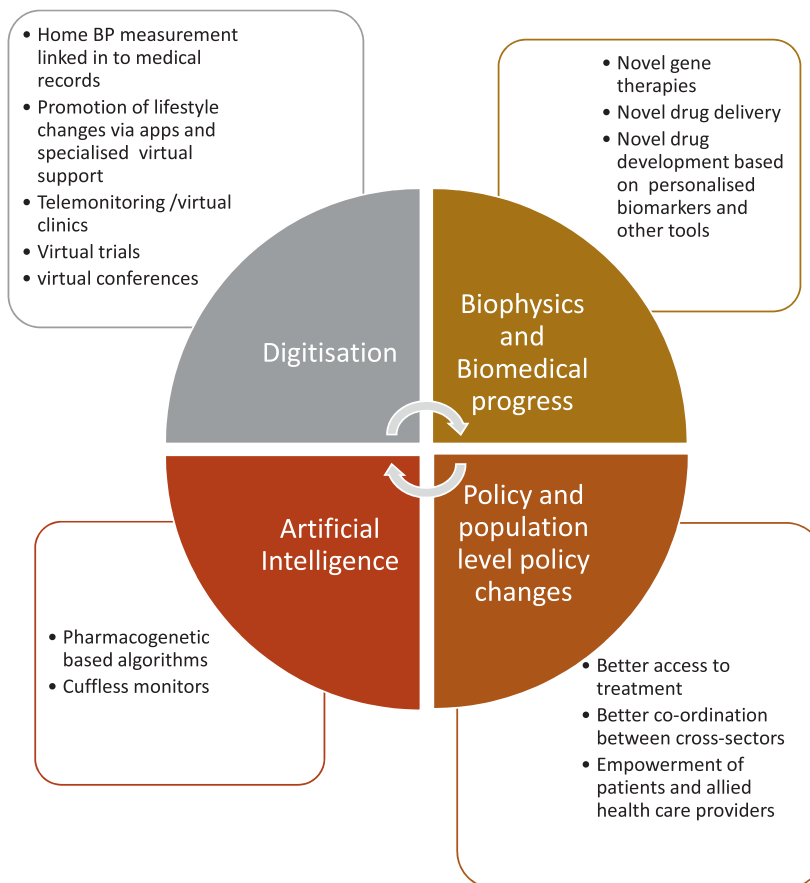 • Home BP measurement
linked in to medical
records
• Promotion of lifestyle
changes via apps and
specialised virtual
support
• Telemonitoring /virtual
clinics
• Virtual trials
• virtual conferences
• Novel gene
therapies
• Novel drug delivery
• Novel drug
development based
on personalised
biomarkers and
other tools
Digitisation
Biophysics
and
Biomedical
progress
Artificial
Intelligence
Policy and
population
level policy
changes
• Pharmacogenetic
based algorithms
• Cuffless monitors
• Better access to
treatment
• Better co-ordination
between cross-sectors
• Empowerment of
patients and allied
health care providers